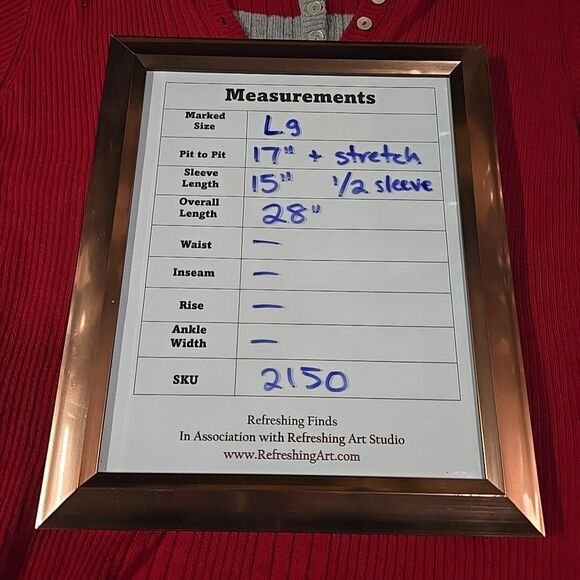 Measurements
Marked Size Lg
Pit to Pit 17" + stretch
Sleeve Length 15" 1/2 sleeve
Overall Length 28"
Waist —
Inseam —
Rise —
Ankle Width —
SKU 2150
Refreshing Finds
In Association with Refreshing Art Studio
www.RefreshingArt.com